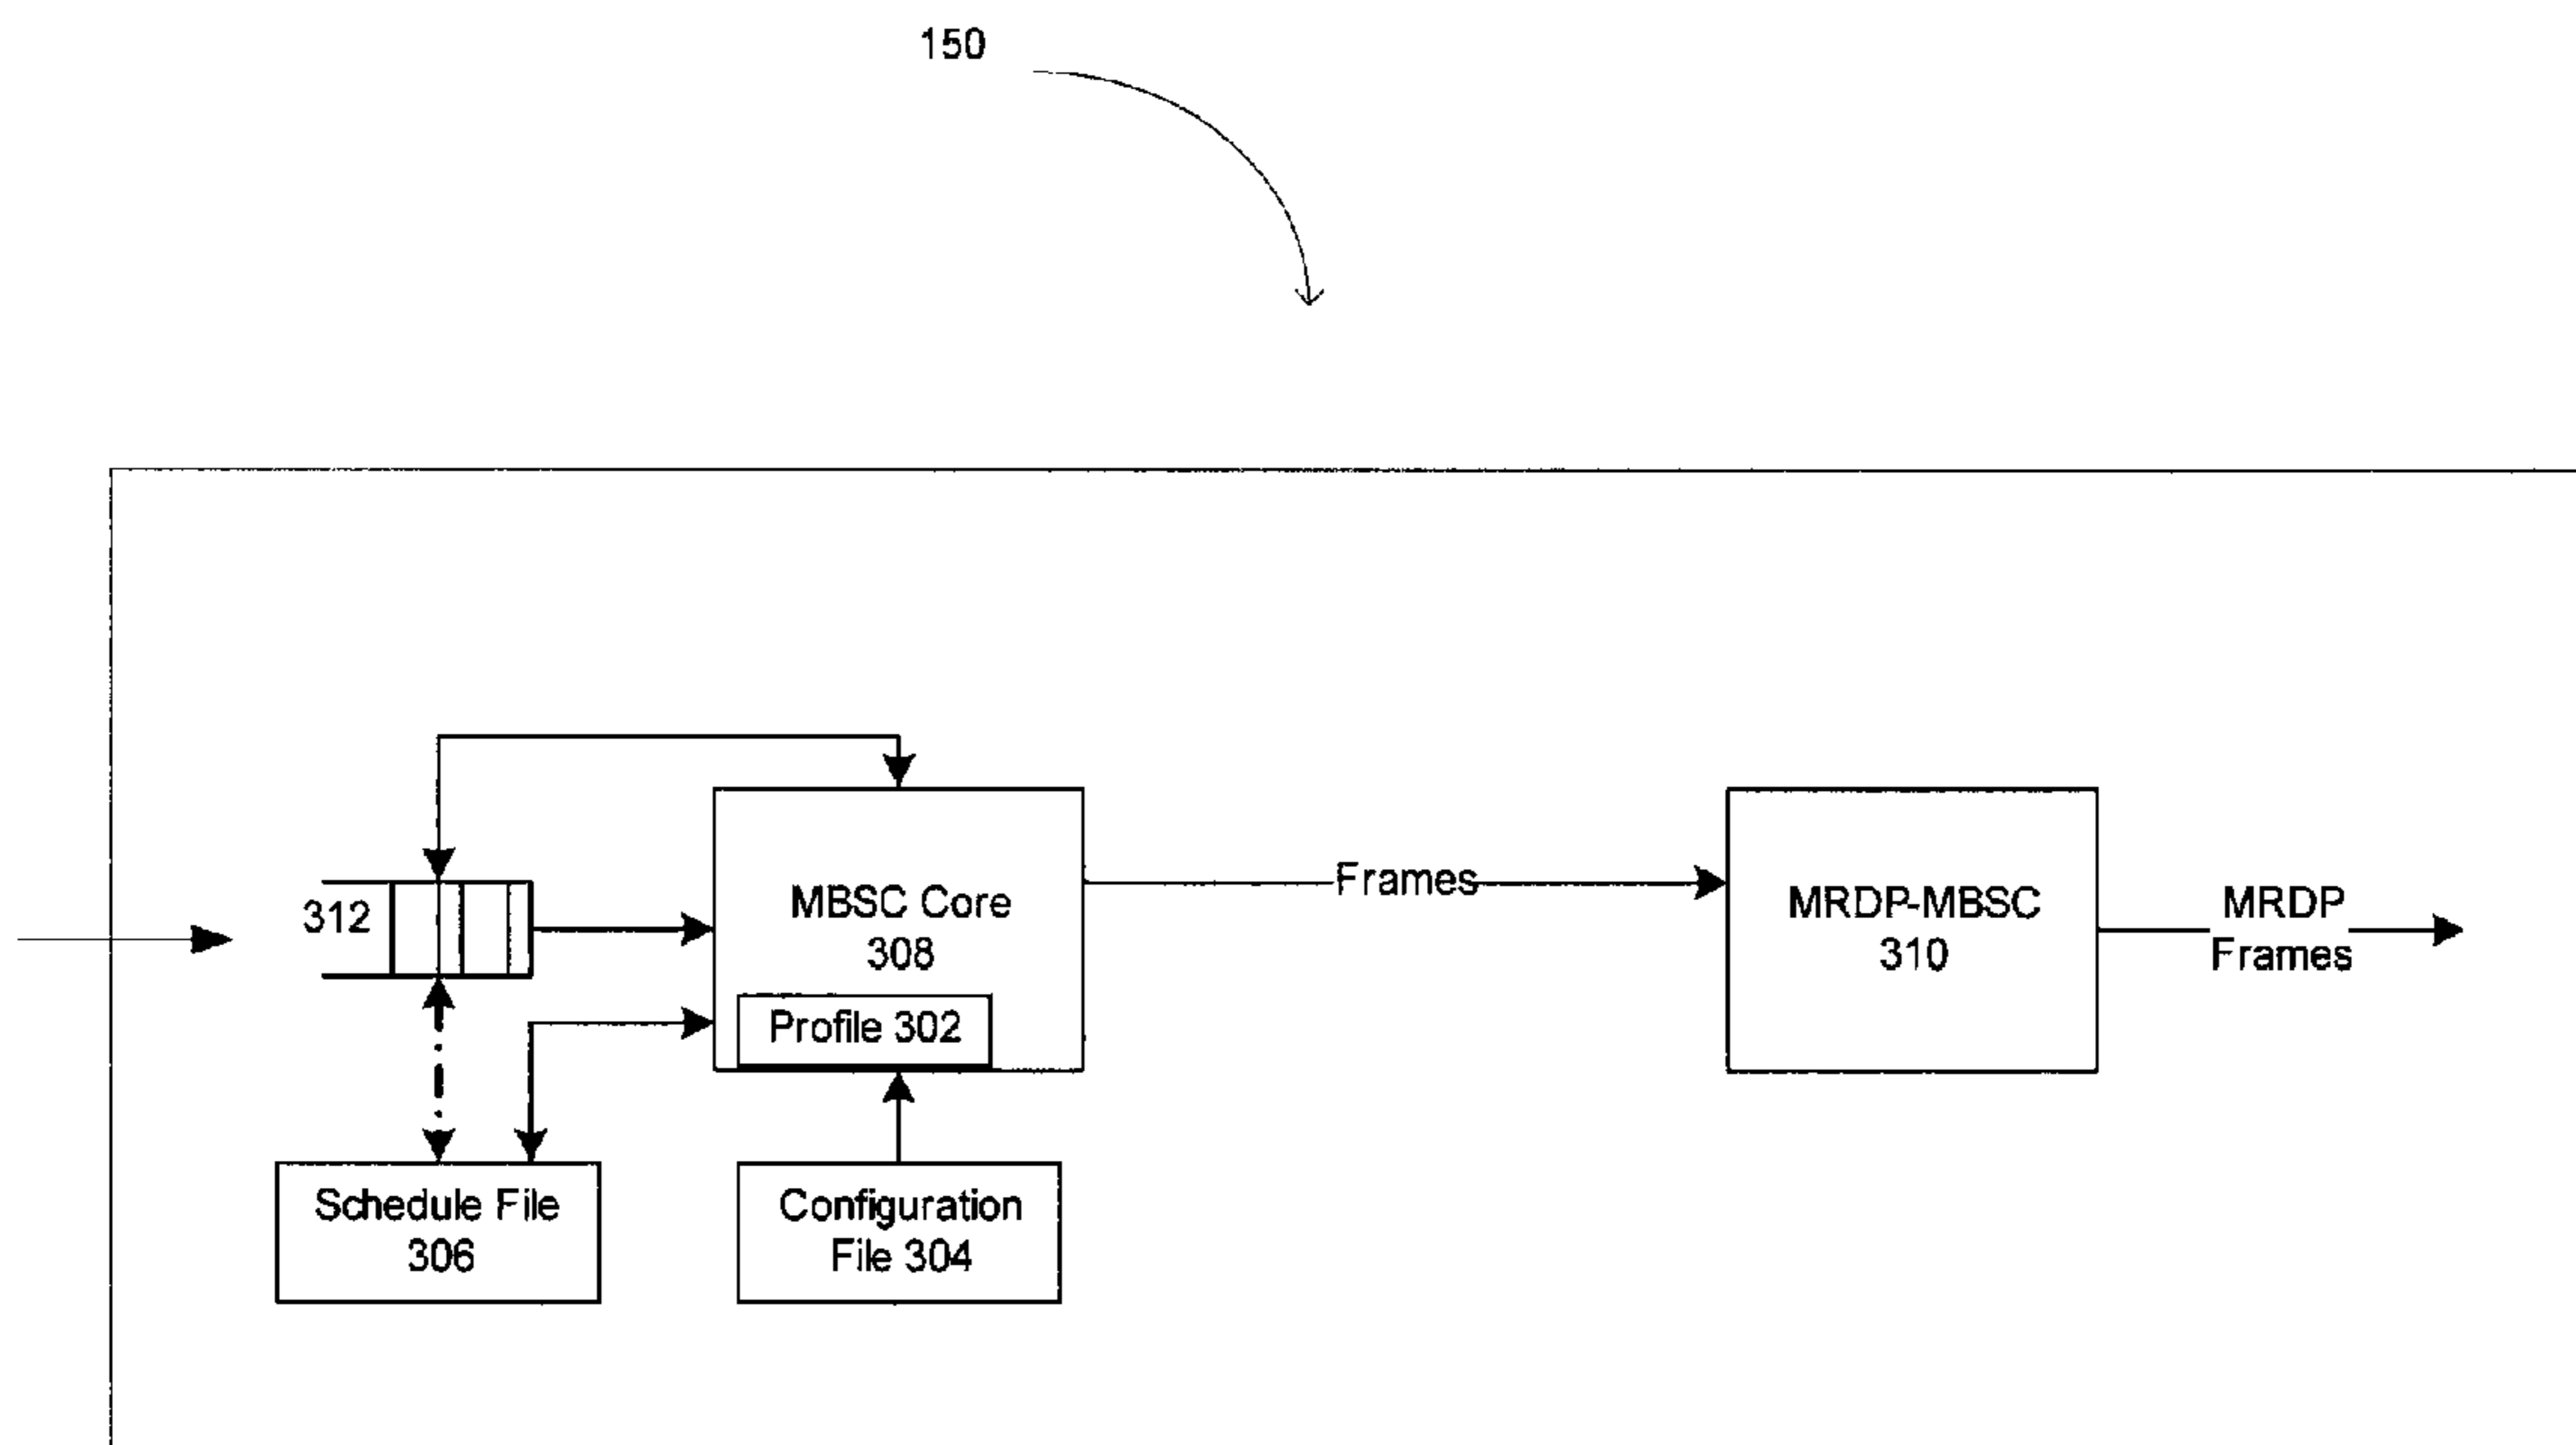 150
312
MBSC Core
308
Profile 302
Frames
MRDP-MBSC
310
MRDP
Frames
Schedule File
306
Configuration
File 304